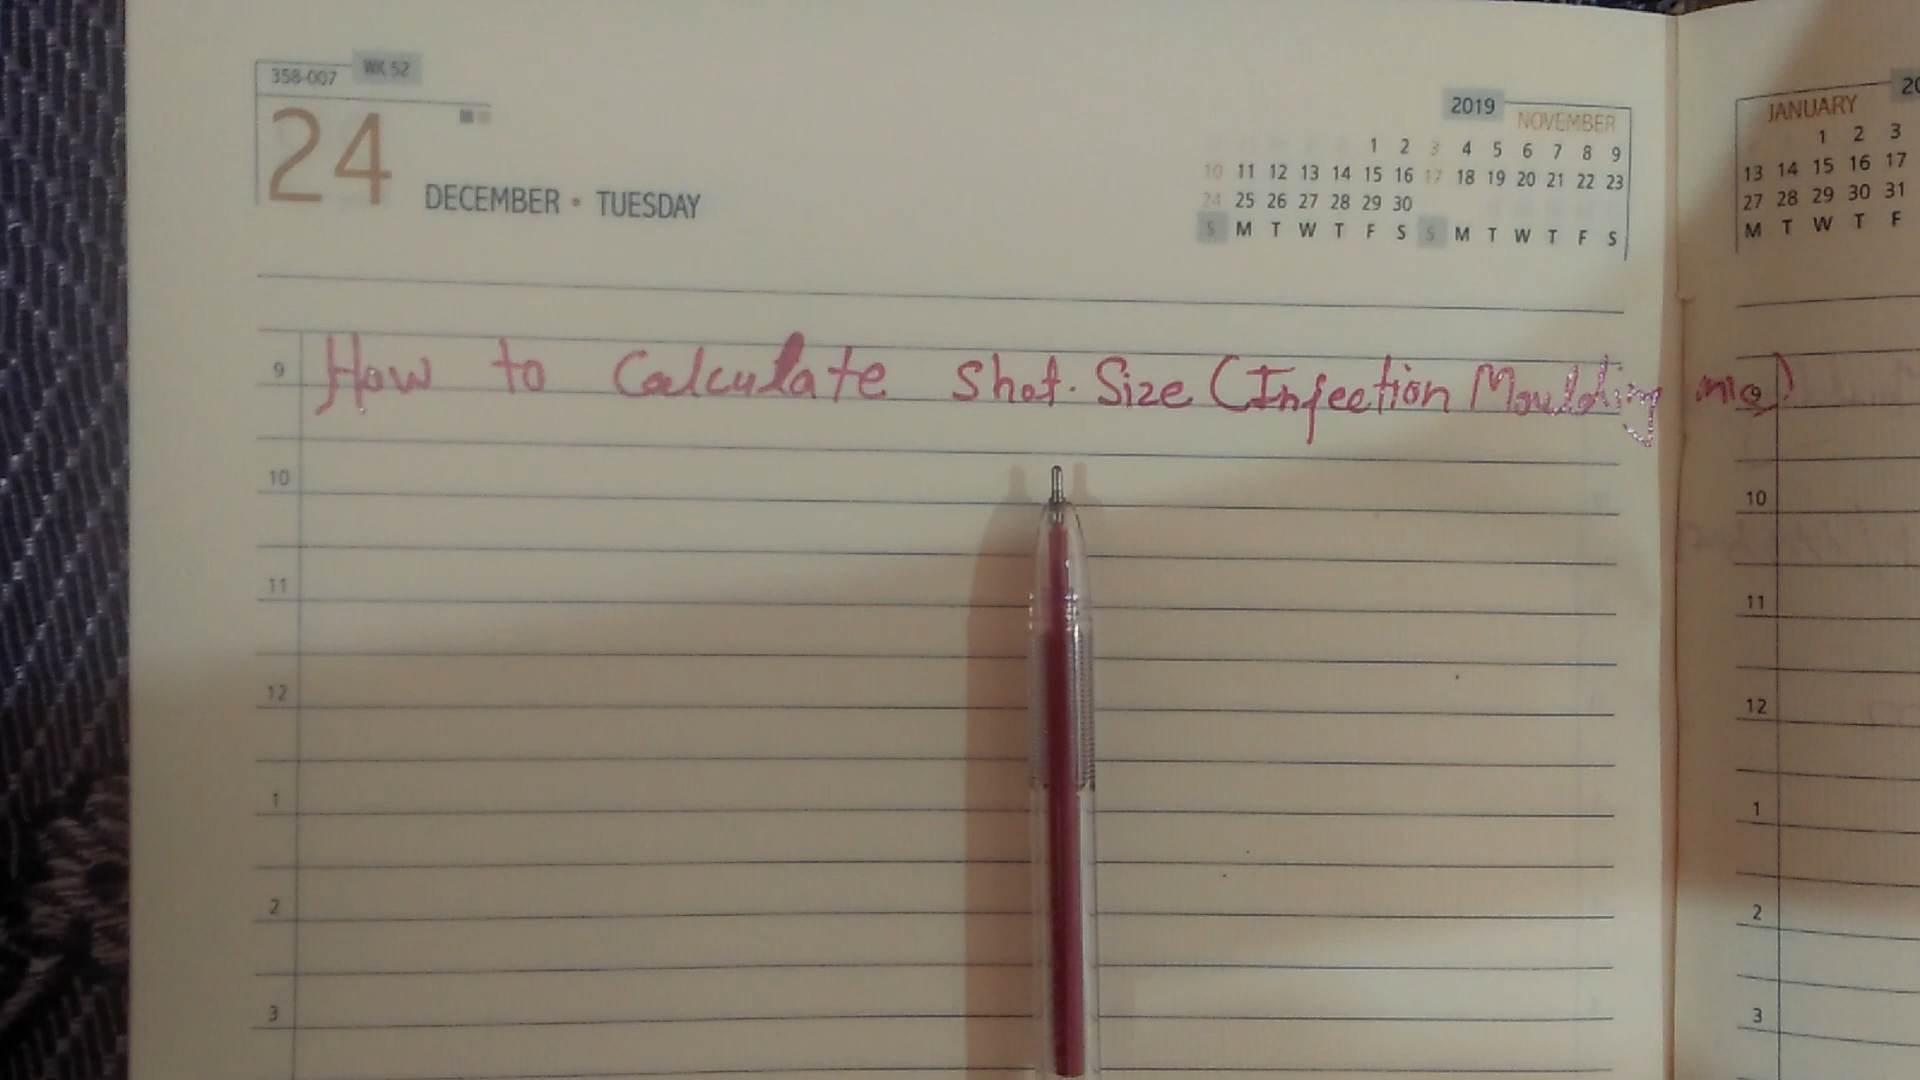 358-007 WK 52
24
DECEMBER • TUESDAY
2019
NOVEMBER
1 2 3 4 5 6 7 8 9
10 11 12 13 14 15 16 17 18 19 20 21 22 23
24 25 26 27 28 29 30
S M T W T F S S M T W T F S
How to Calculate Shot. Size (Injection Moulding
9
10
11
12
1
2
3
JANUARY
1 2 3
13 14 15 16 17
27 28 29 30 31
M T W T F
10
11
12
1
2
3